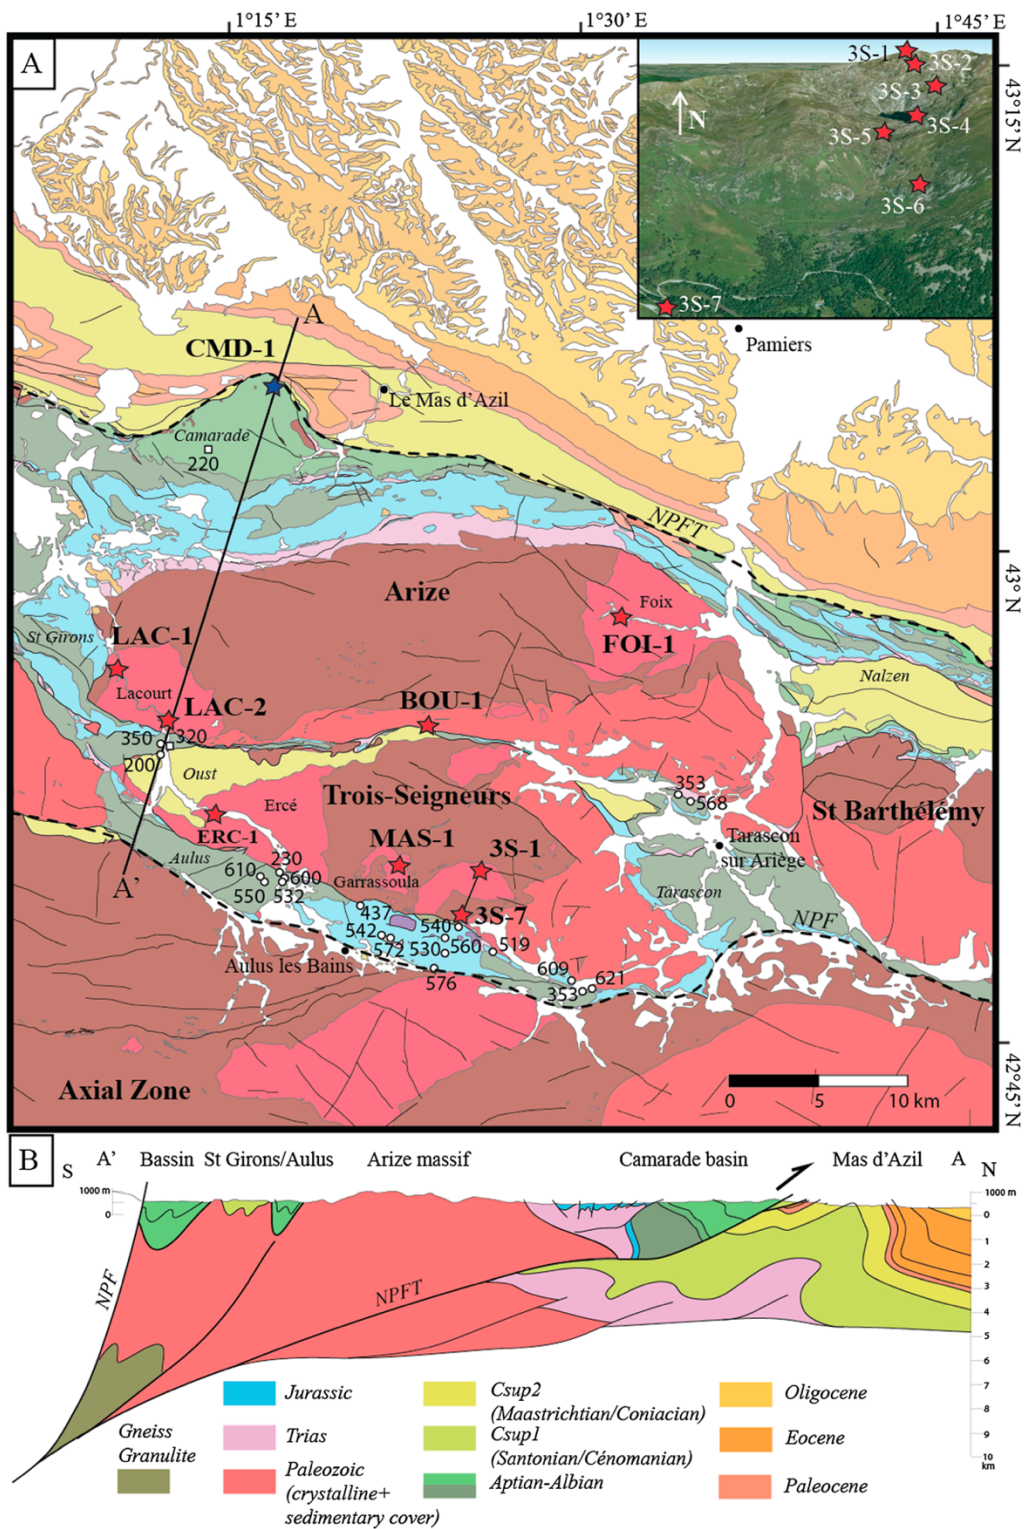 1°15' E
1°30' E
1°45' E
A
3S-1
3S-2
3S-3
3S-4
3S-5
3S-6
3S-7
N
43°15' N
Pamiers
A
CMD-1
Le Mas d'Azil
Camarade
220
NPFT
43° N
Arize
Foix
FOI-1
St Girons
LAC-1
Lacourt
LAC-2
BOU-1
Nalzen
350
320
200
Oust
Ercé
Trois-Seigneurs
353
568
St Barthélémy
ERC-1
MAS-1
3S-1
Tarascon
sur Ariège
Aulus
230
610
600
550
532
Garrassoula
A'
437
3S-7
Tarascon
NPF
542
540
572
530
560
519
Aulus les Bains
576
609
621
353
42°45' N
Axial Zone
0
5
10 km
B
S
A'
Bassin
St Girons/Aulus
Arize massif
Camarade basin
Mas d'Azil
A
N
1000 m
0
1000 m
0
1
2
3
4
5
6
7
8
9
10
km
NPF
NPFT
Gneiss
Granulite
Jurassic
Trias
Paleozoic
(crystalline+
sedimentary cover)
Csup2
(Maastrichtian/Coniacian)
Csup1
(Santonian/Cénomanian)
Aptian-Albian
Oligocene
Eocene
Paleocene